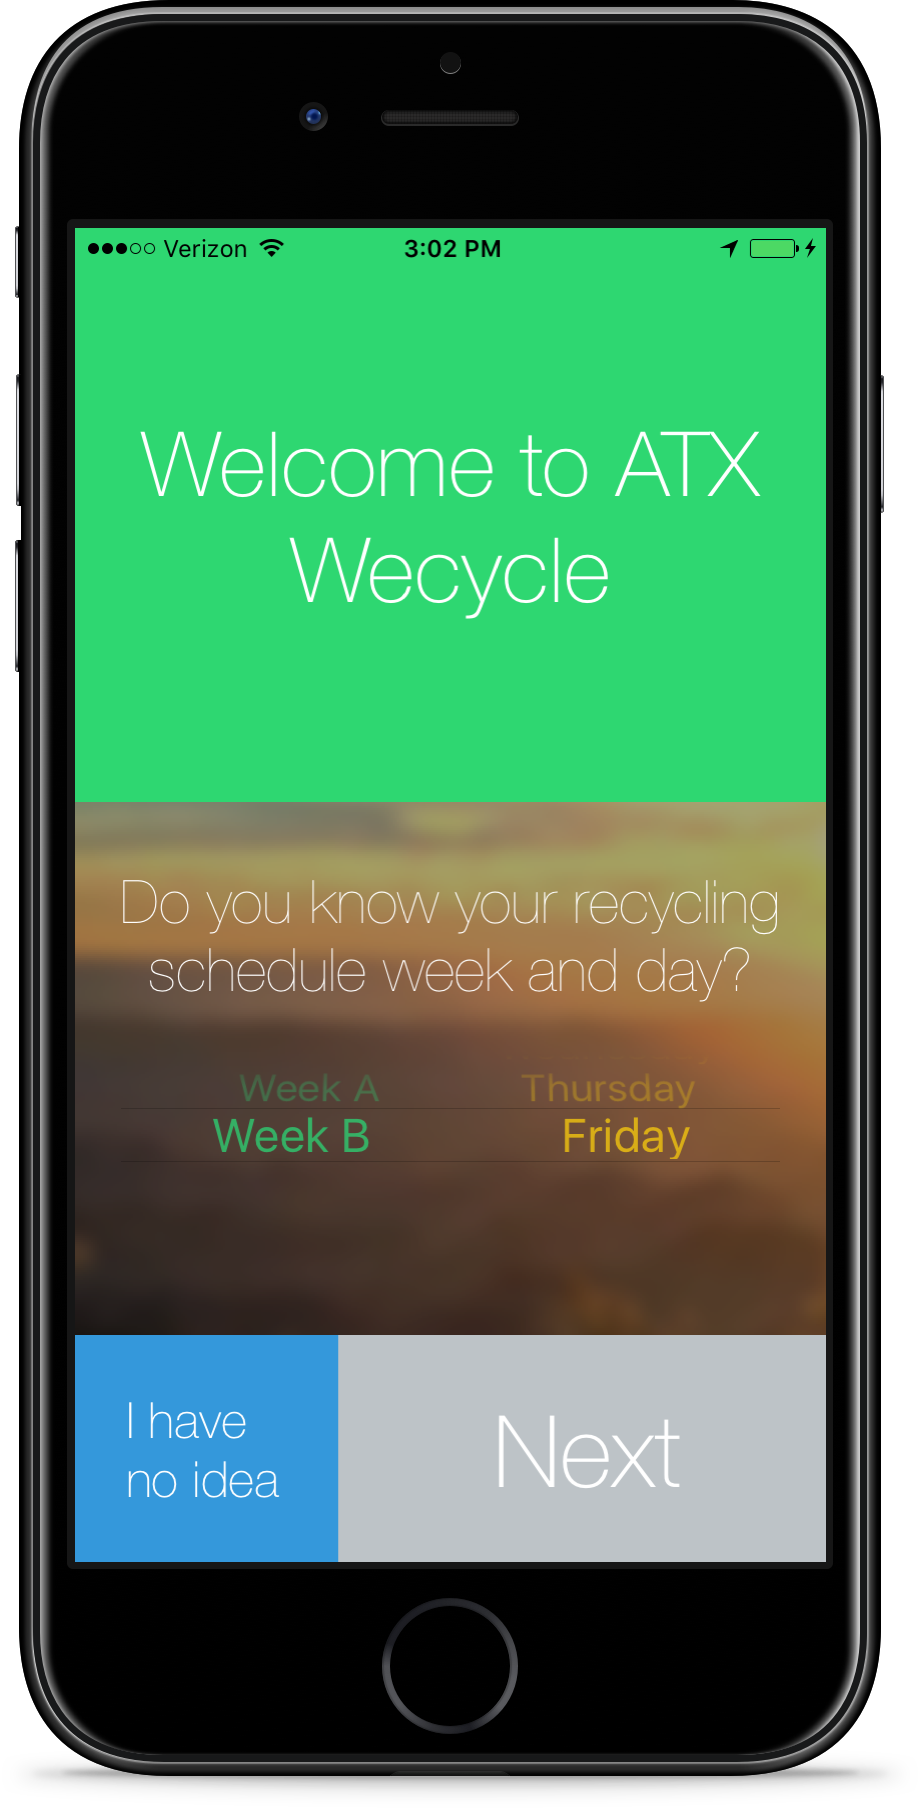 Verizon 3:02 PM
Welcome to ATX
Wecycle
Do you know your recycling
schedule week and day?
Week A Thursday
Week B Friday
I have
no idea
Next